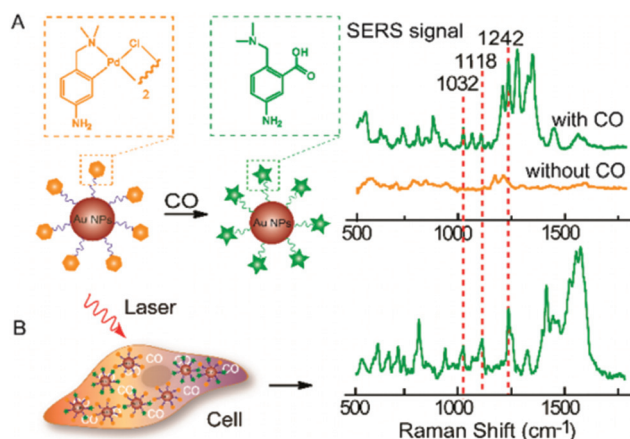 A
N
Cl
Pd
2
NH₂
N
OH
O
NH₂
CO
Au NPs
Au NPs
SERS signal
1242
1118
1032
with CO
without CO
500 1000 1500
B
Laser
CO CO
CO
CO
CO
Cell
500 1000 1500
Raman Shift (cm⁻¹)